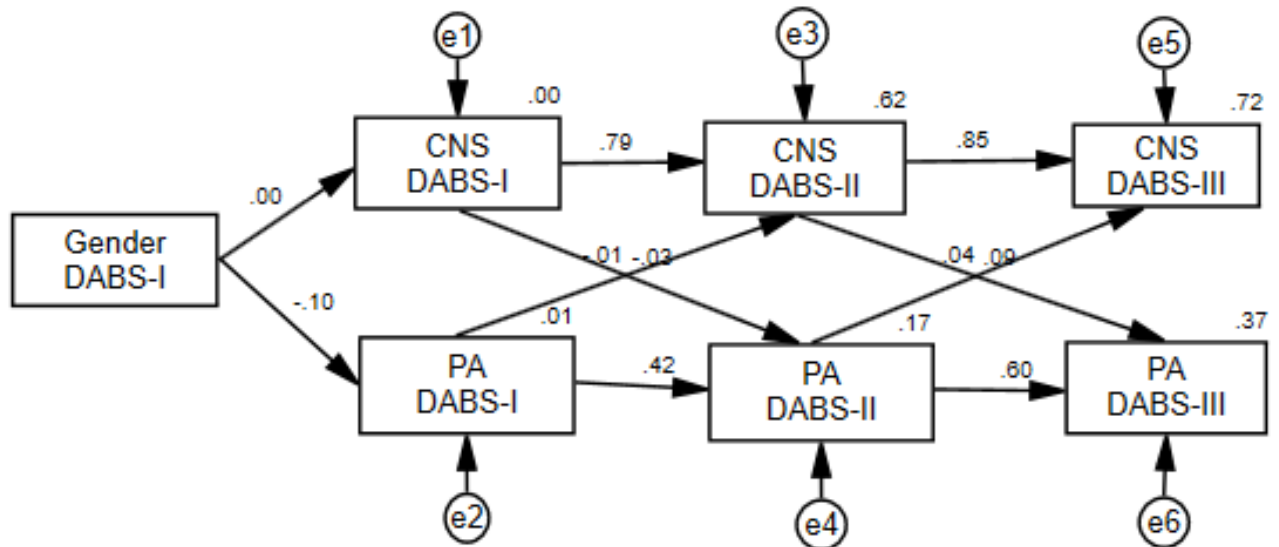 e1
e3
e5
.00
.62
.72
CNS
DABS-I
.79
CNS
DABS-II
.85
CNS
DABS-III
.00
Gender
DABS-I
-.01
-.03
.04
.09
-.10
.01
.17
.37
PA
DABS-I
.42
PA
DABS-II
.60
PA
DABS-III
e2
e4
e6